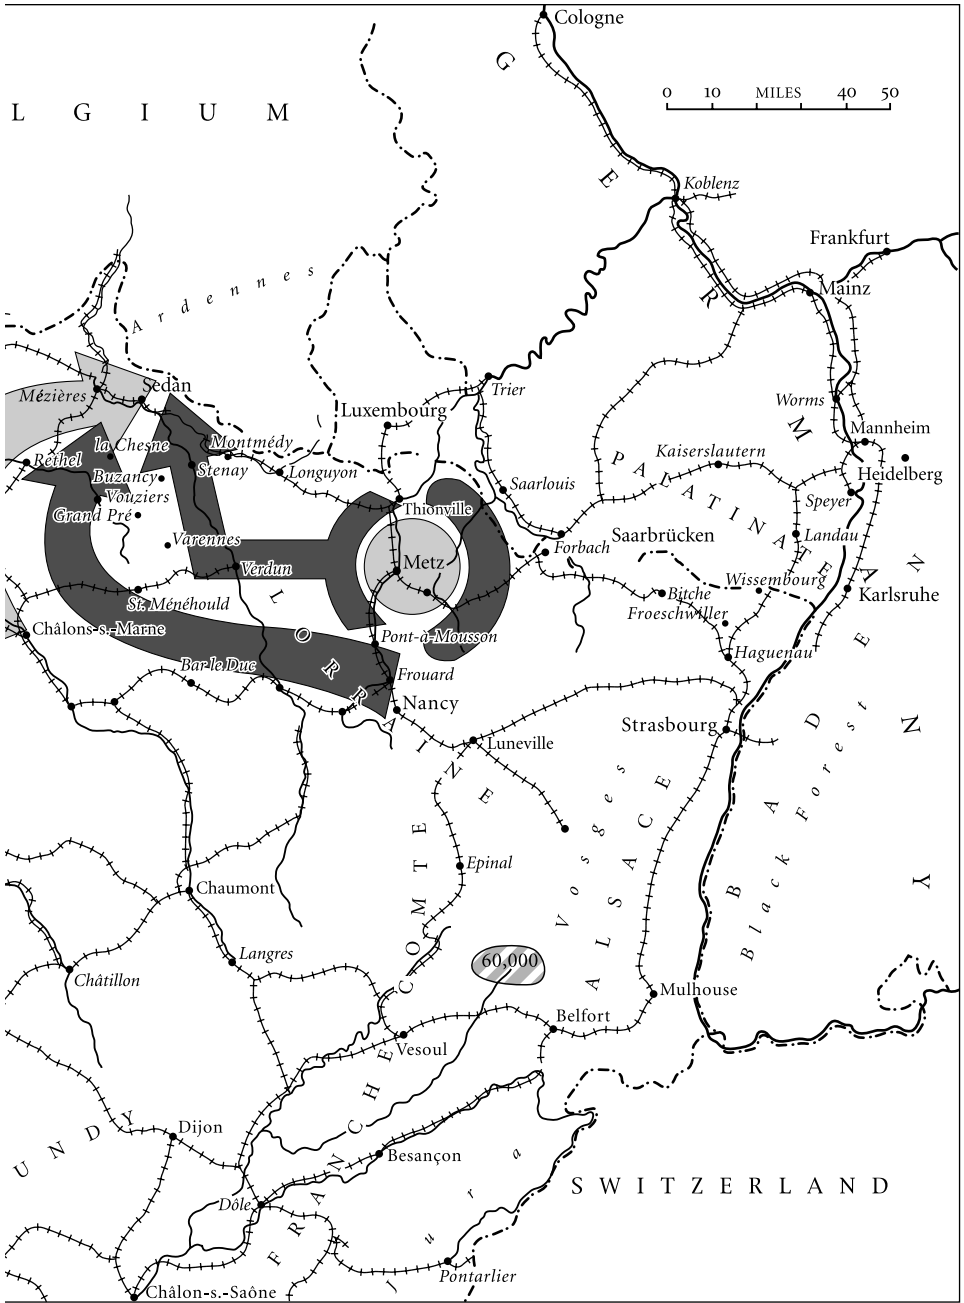 Cologne
GERMANY
0 10 MILES 40 50
LGIUM
Koblenz
Frankfurt
Ardennes
Mainz
Mézières
Sedan
Trier
Luxembourg
Worms
Mannheim
la Chesne
Montmédy
Rethel
Stenay
Longuyon
Kaiserslautern
Heidelberg
PALATINATE
Buzancy
Saarlouis
Vouziers
Speyer
Thionville
Grand Pré
Landau
Saarbrücken
Varennes
Forbach
Metz
Verdun
Wissembourg
Bitche
Karlsruhe
St. Ménéhould
Froeschwiller
LORRAINE
Châlons-s.-Marne
Pont-à-Mousson
Haguenau
Bar le Duc
Frouard
Nancy
Strasbourg
Luneville
Vosges
ALSACE
BADEN
Black Forest
Epinal
Chaumont
Langres
60,000
Châtillon
Mulhouse
Belfort
Vesoul
FRANCHE COMTE
UNDY
Dijon
Besançon
SWITZERLAND
Dôle
Jura
Pontarlier
Châlon-s.-Saône